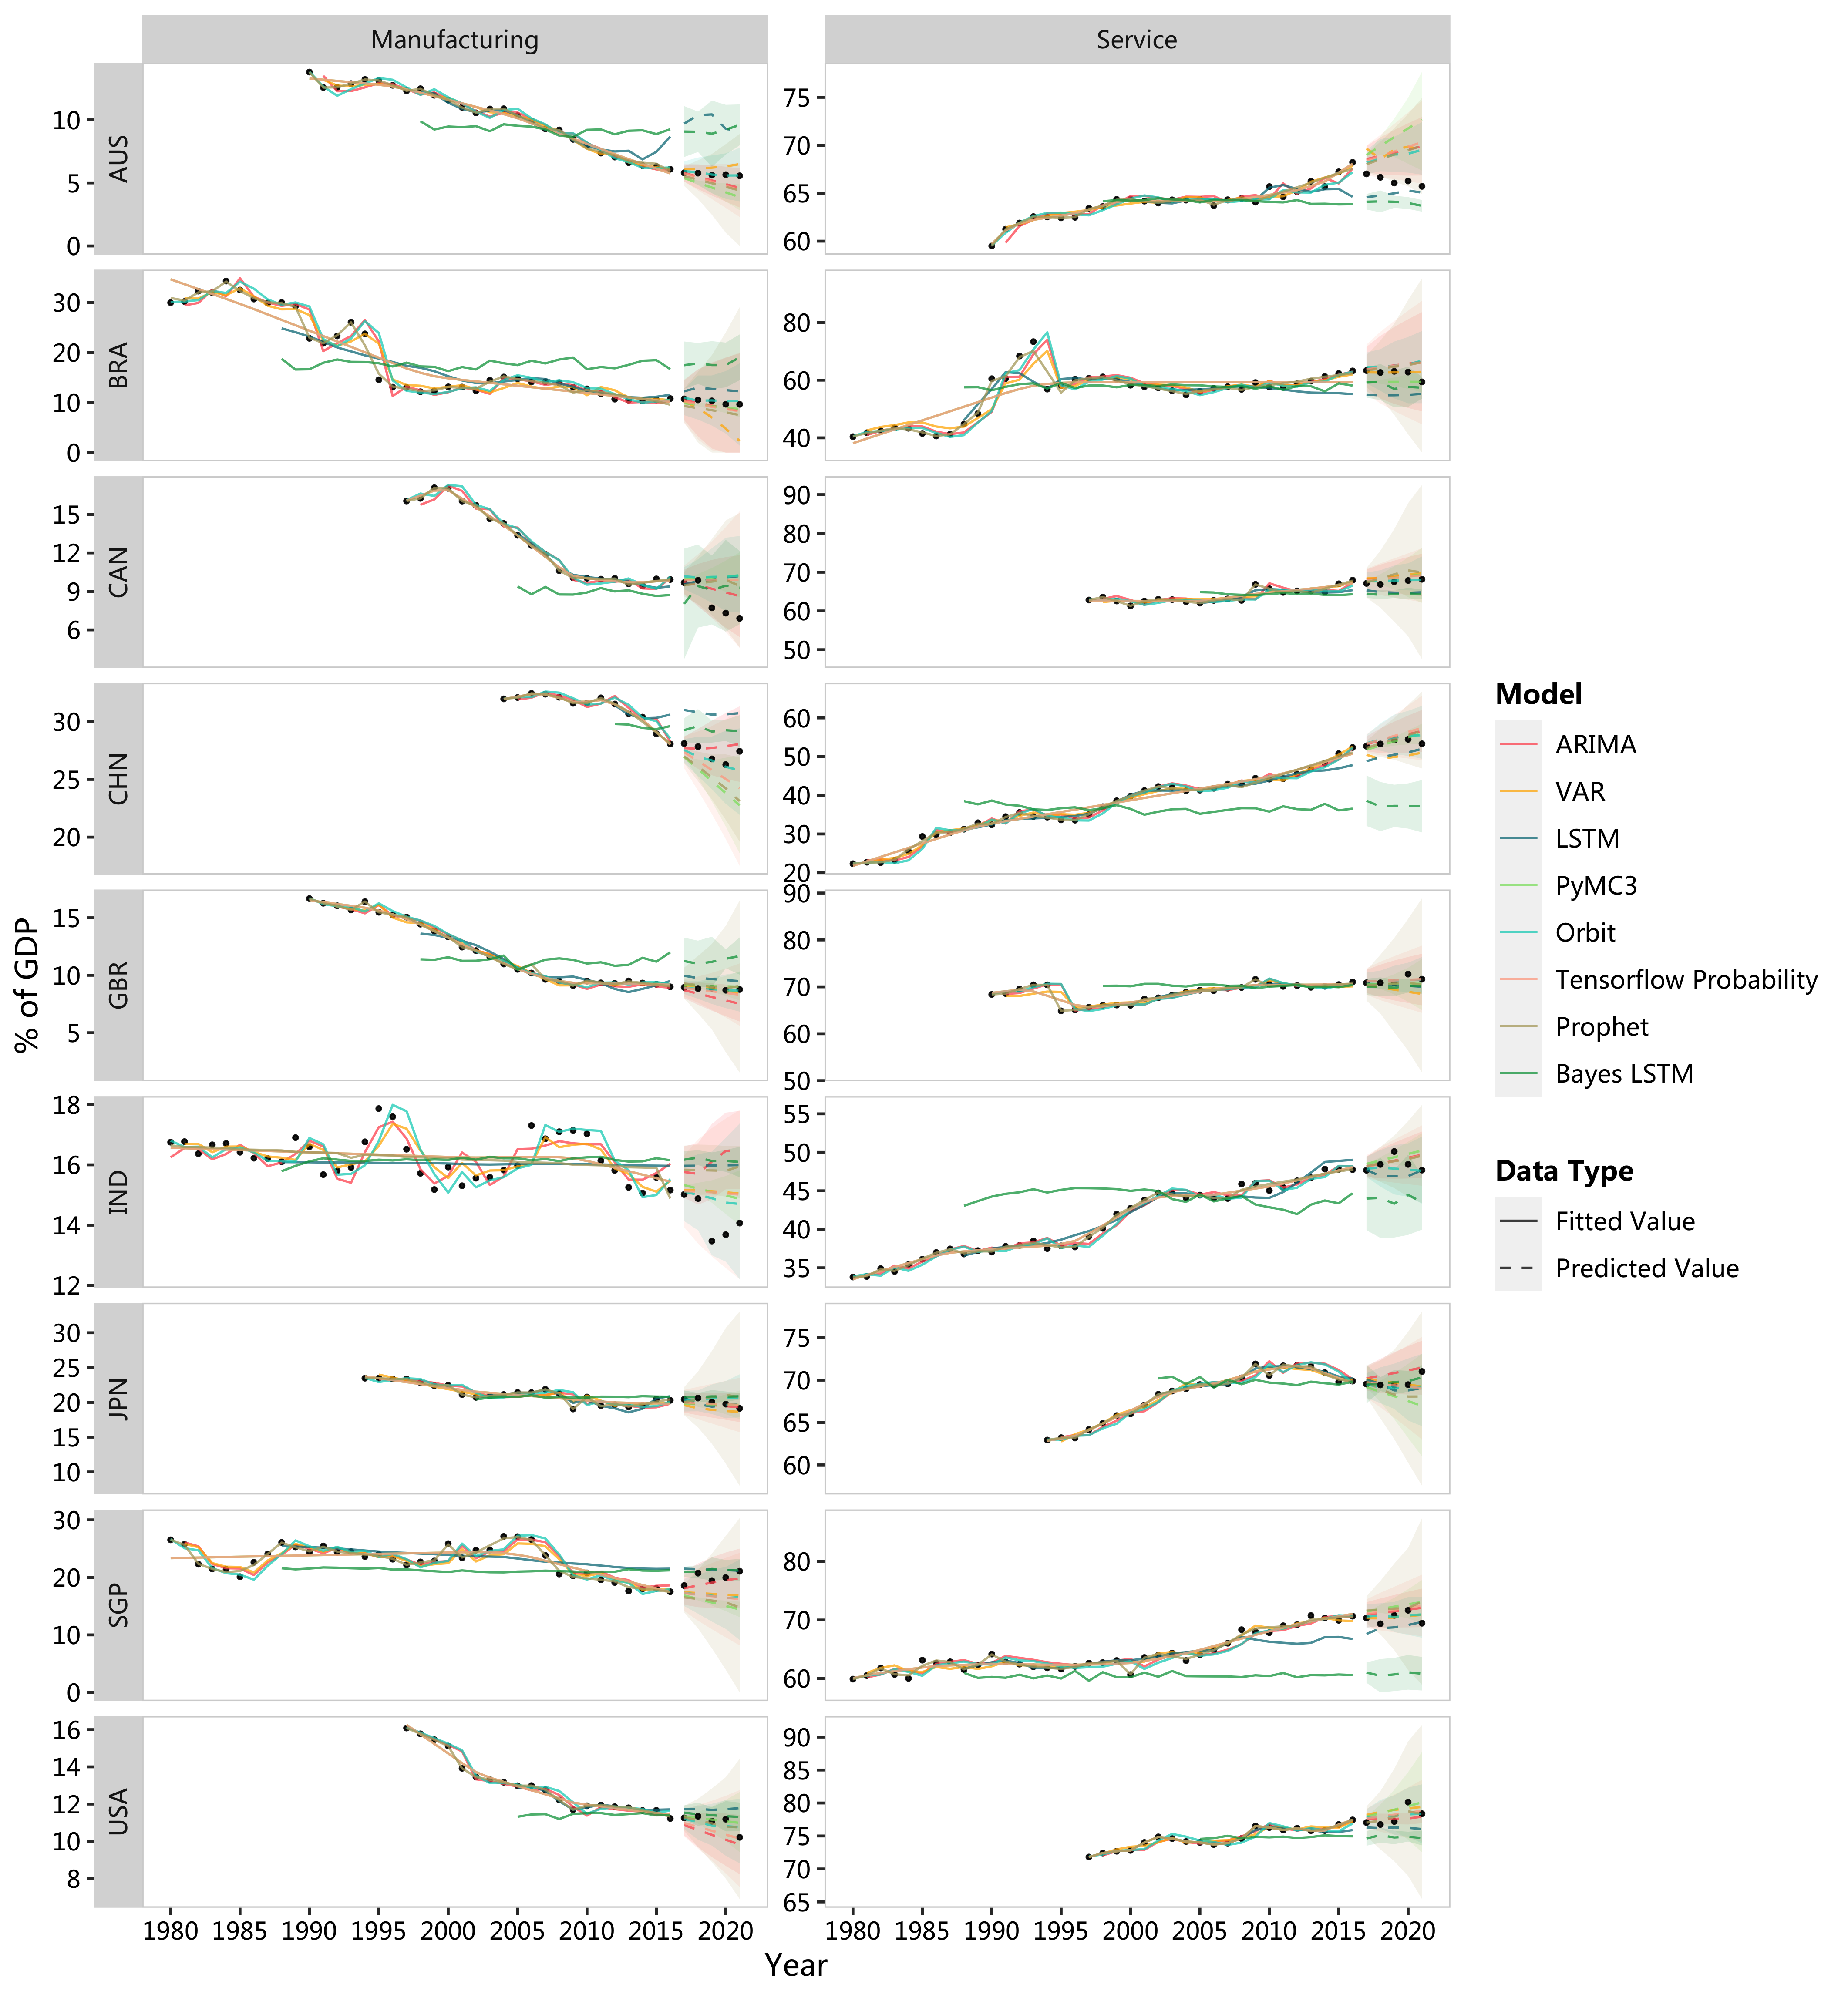 Manufacturing
Service
% of GDP
AUS
10
5
0
75
70
65
60
BRA
30
20
10
0
80
60
40
CAN
15
12
9
6
90
80
70
60
50
CHN
30
25
20
60
50
40
30
20
GBR
15
10
5
90
80
70
60
50
IND
18
16
14
12
55
50
45
40
35
JPN
30
25
20
15
10
75
70
65
60
SGP
30
20
10
0
80
70
60
USA
16
14
12
10
8
90
85
80
75
70
65
1980 1985 1990 1995 2000 2005 2010 2015 2020
1980 1985 1990 1995 2000 2005 2010 2015 2020
Year
Model
ARIMA
VAR
LSTM
PyMC3
Orbit
Tensorflow Probability
Prophet
Bayes LSTM
Data Type
Fitted Value
Predicted Value